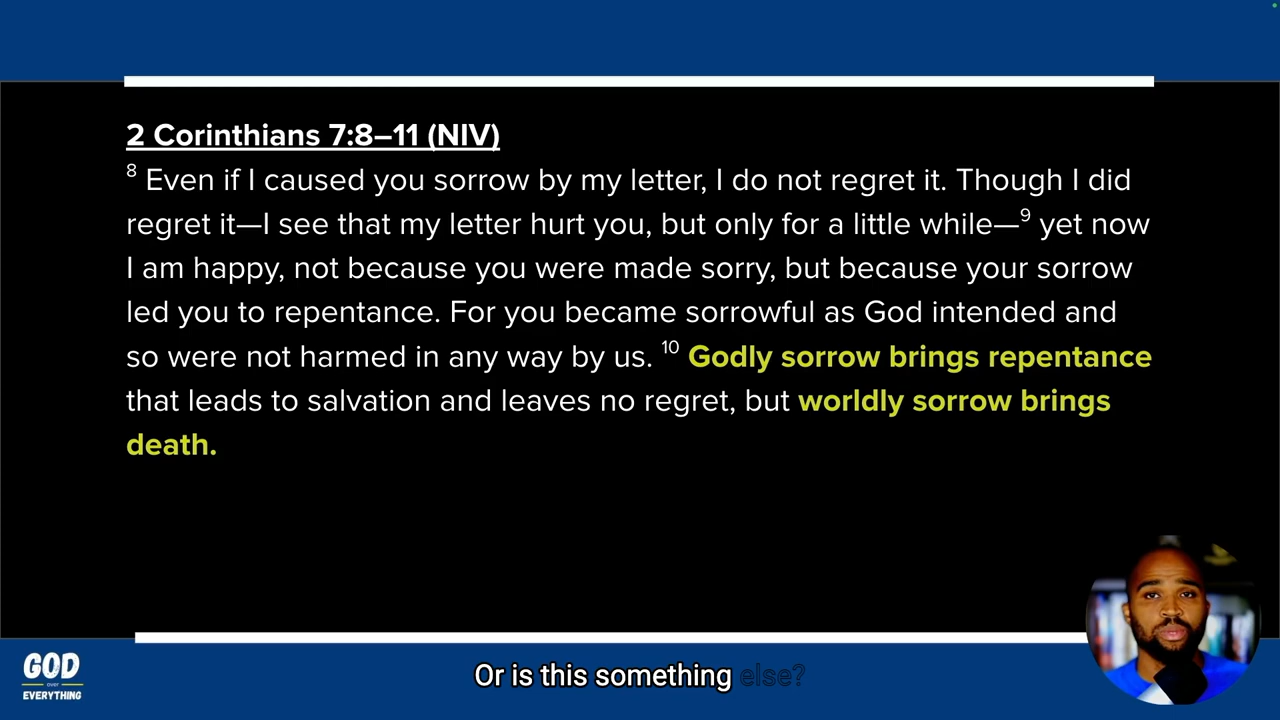 2 Corinthians 7:8–11 (NIV)
8 Even if I caused you sorrow by my letter, I do not regret it. Though I did
regret it—I see that my letter hurt you, but only for a little while—9 yet now
I am happy, not because you were made sorry, but because your sorrow
led you to repentance. For you became sorrowful as God intended and
so were not harmed in any way by us. 10 Godly sorrow brings repentance
that leads to salvation and leaves no regret, but worldly sorrow brings
death.
GOD
over
EVERYTHING
Or is this something else?